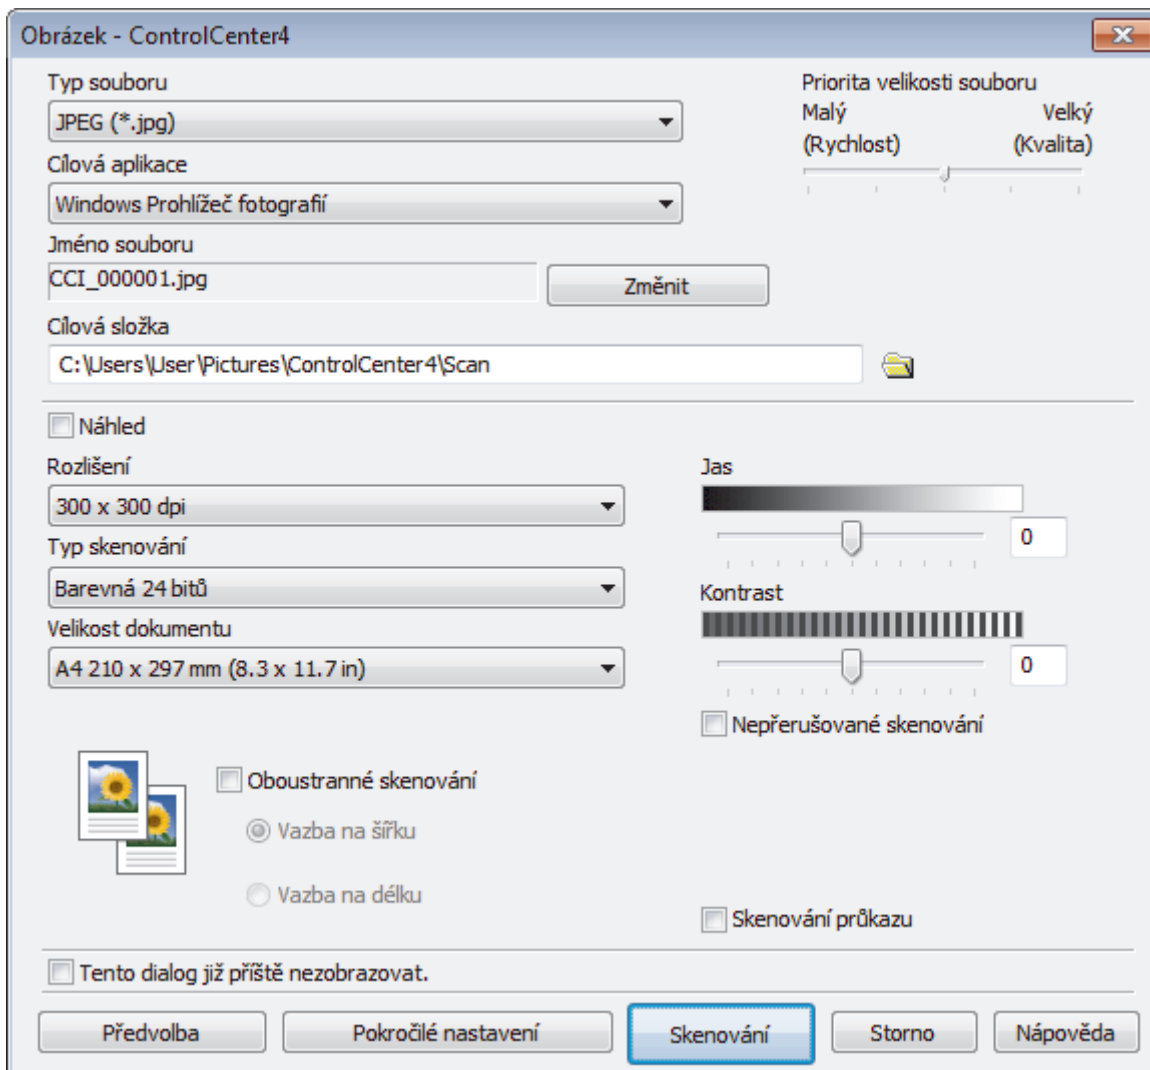 Obrázek - ControlCenter4
Typ souboru
JPEG (*.jpg)
Priorita velikosti souboru
Malý Velký
(Rychlost) (Kvalita)
Cílová aplikace
Windows Prohlížeč fotografií
Jméno souboru
CCI_000001.jpg
Změnit
Cílová složka
C:\Users\User\Pictures\ControlCenter4\Scan
Náhled
Rozlišení
300 x 300 dpi
Typ skenování
Barevná 24 bitů
Velikost dokumentu
A4 210 x 297 mm (8.3 x 11.7 in)
Jas
0
Kontrast
0
Nepřerušované skenování
Oboustranné skenování
Vazba na šířku
Vazba na délku
Skenování průkazu
Tento dialog již příště nezobrazovat.
Předvolba Pokročilé nastavení Skenování Storno Nápověda